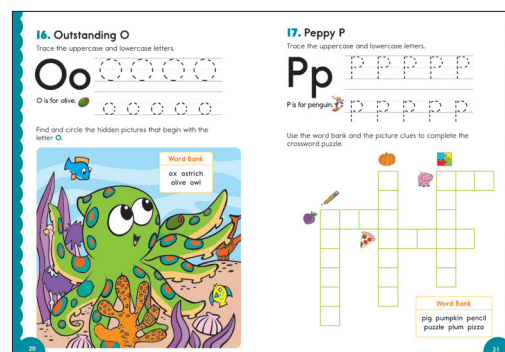 16. Outstanding O
Trace the uppercase and lowercase letters.
Oo
O is for olive.
Find and circle the hidden pictures that begin with the
letter O.
Word Bank
ox ostrich
olive owl
20
17. Peppy P
Trace the uppercase and lowercase letters.
Pp
P P P P P
P is for penguin.
p p p p p
Use the word bank and the picture clues to complete the
crossword puzzle.
Word Bank
pig pumpkin pencil
puzzle plum pizza
21